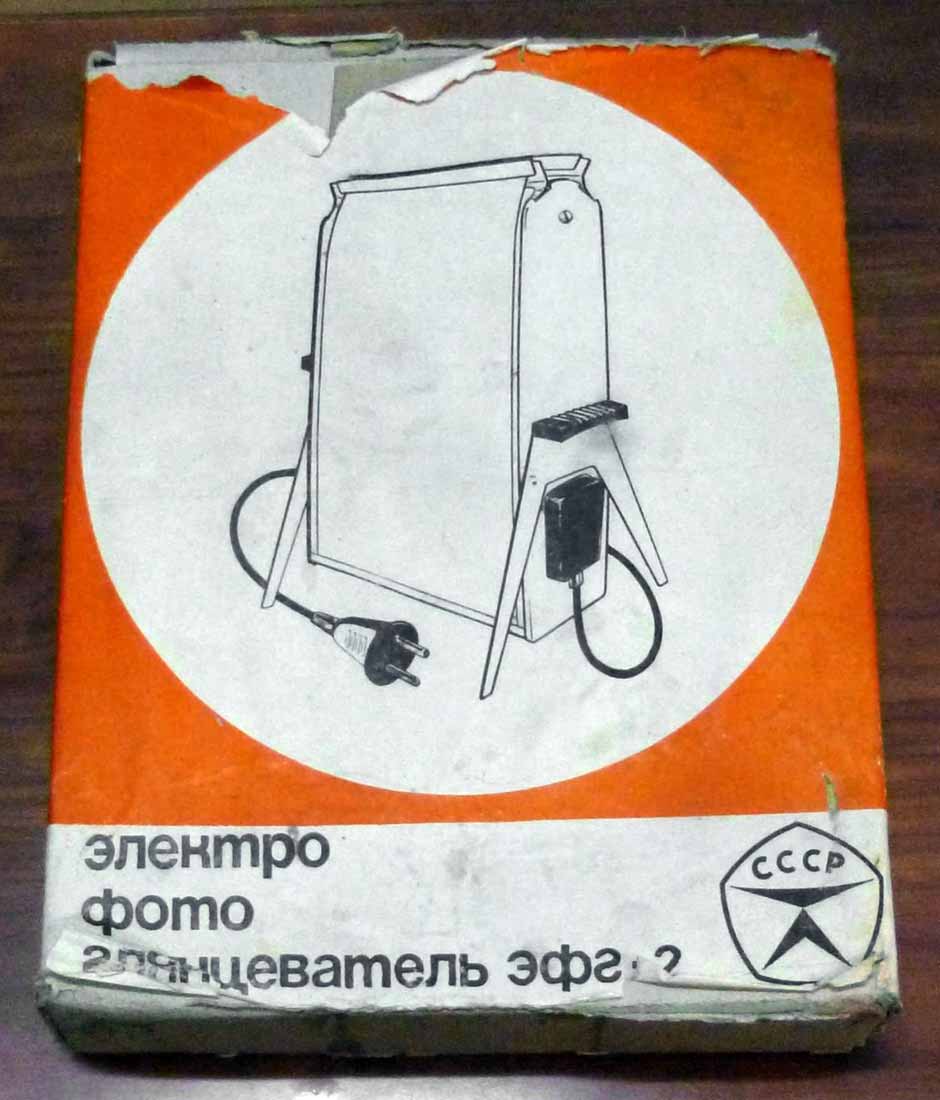 электро
фото
глянцеватель эфг-2
СССР